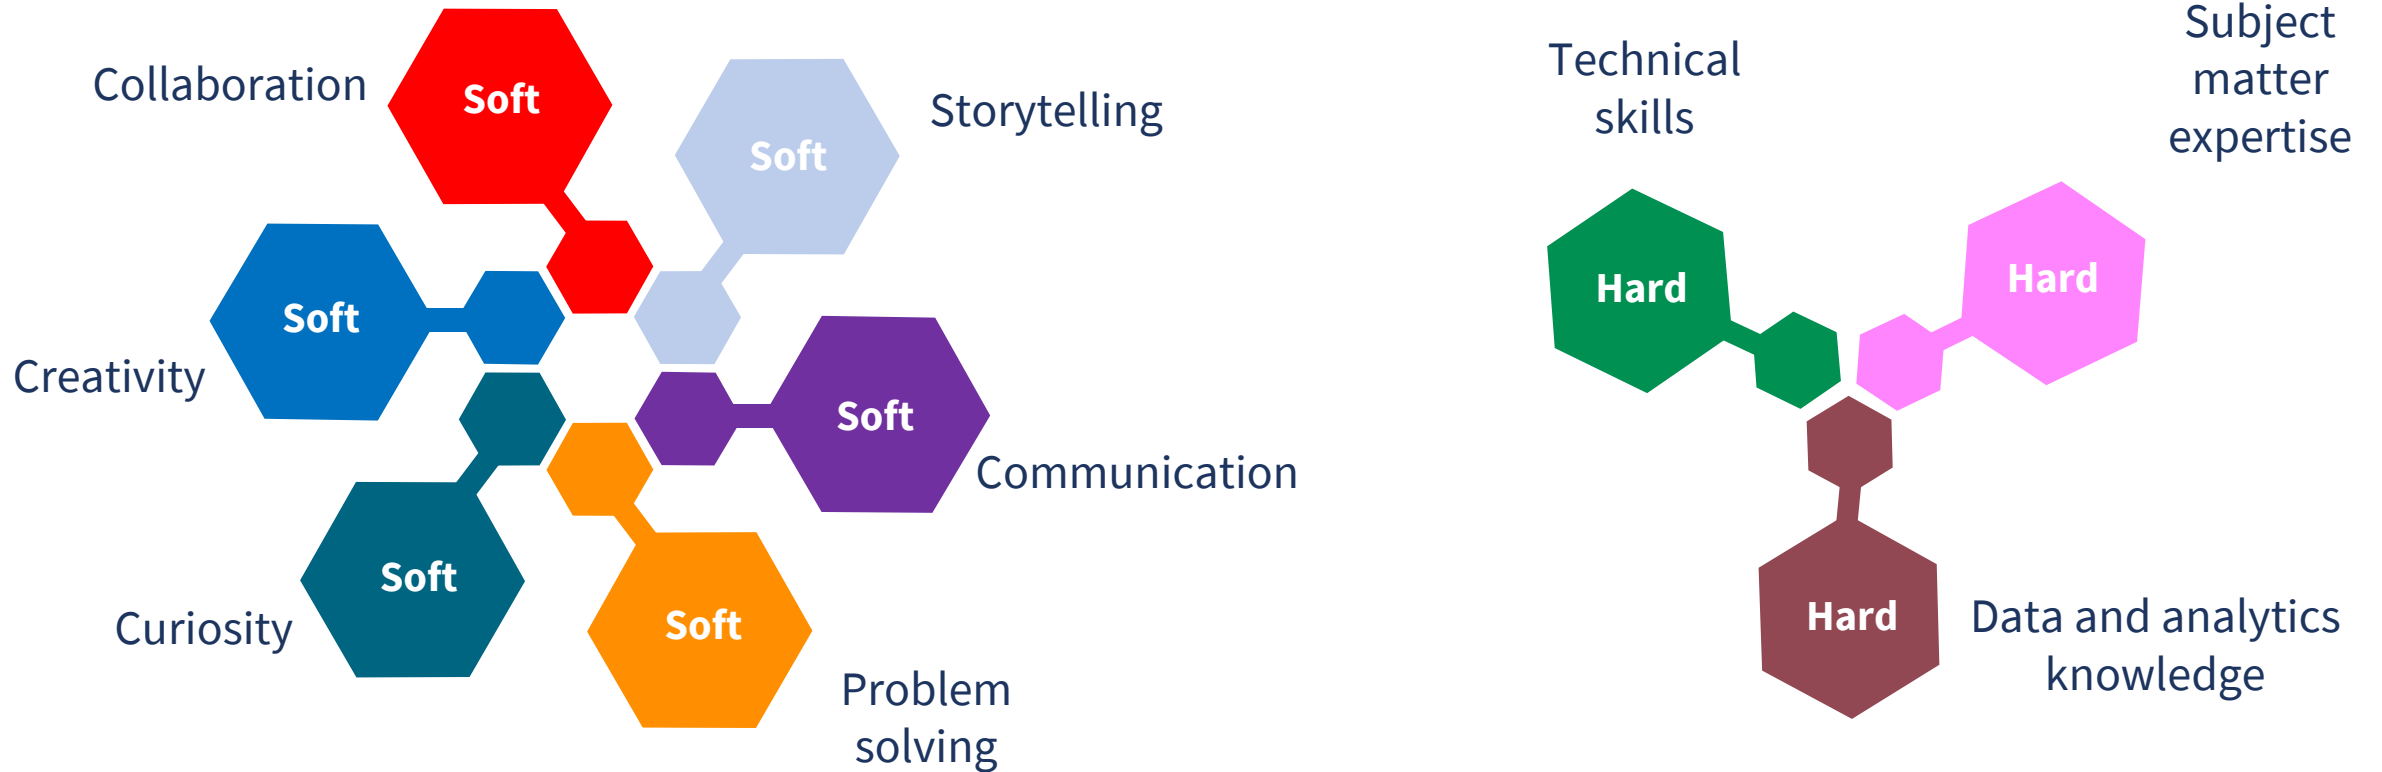 Collaboration
Soft
Soft
Storytelling
Soft
Creativity
Soft
Communication
Soft
Curiosity
Soft
Problem
solving
Technical
skills
Subject
matter
expertise
Hard
Hard
Hard
Data and analytics
knowledge